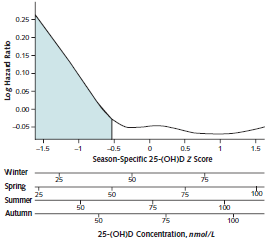 Log Hazard Ratio
0.25
0.20
0.15
0.10
0.05
0.00
−0.05
−1.5 −1 −0.5 0 0.5 1 1.5
Season-Specific 25-(OH)D Z Score
Winter
25 50 75
Spring
25 50 75 100
Summer
50 75 100
Autumn
50 75 100
25-(OH)D Concentration, nmol/L